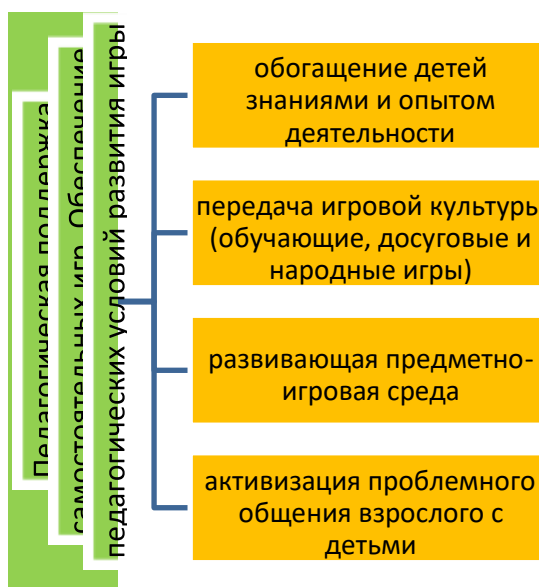 Педагогическая поддержка
самостоятельных игр. Обеспечение
педагогических условий развития игры
обогащение детей
знаниями и опытом
деятельности
передача игровой культуры
(обучающие, досуговые и
народные игры)
развивающая предметно-
игровая среда
активизация проблемного
общения взрослого с
детьми